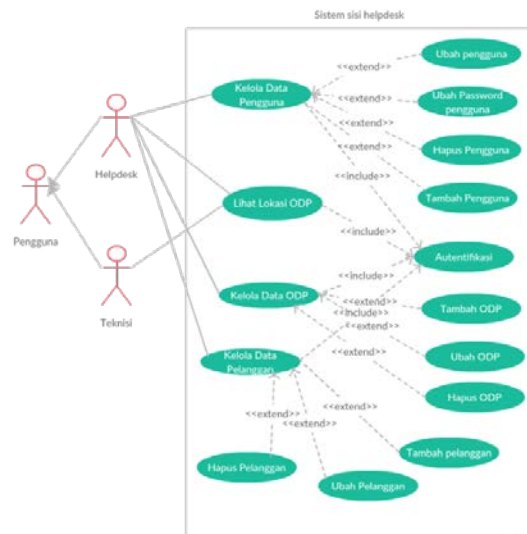 Sistem sisi helpdesk
Ubah pengguna
<<extend>>
Kelola Data
Pengguna
<<extend>>
Ubah Password
pengguna
<<extend>>
Helpdesk
<<extend>>
Hapus Pengguna
<<include>>
Tambah Pengguna
Lihat Lokasi ODP
Pengguna
<<include>>
Autentifikasi
<<include>>
Teknisi
Kelola Data ODP
<<extend>>
Tambah ODP
<<include>>
<<extend>>
Kelola Data
Pelanggan
<<extend>>
Ubah ODP
Hapus ODP
<<extend>>
<<extend>>
<<extend>>
Hapus Pelanggan
Tambah pelanggan
Ubah Pelanggan